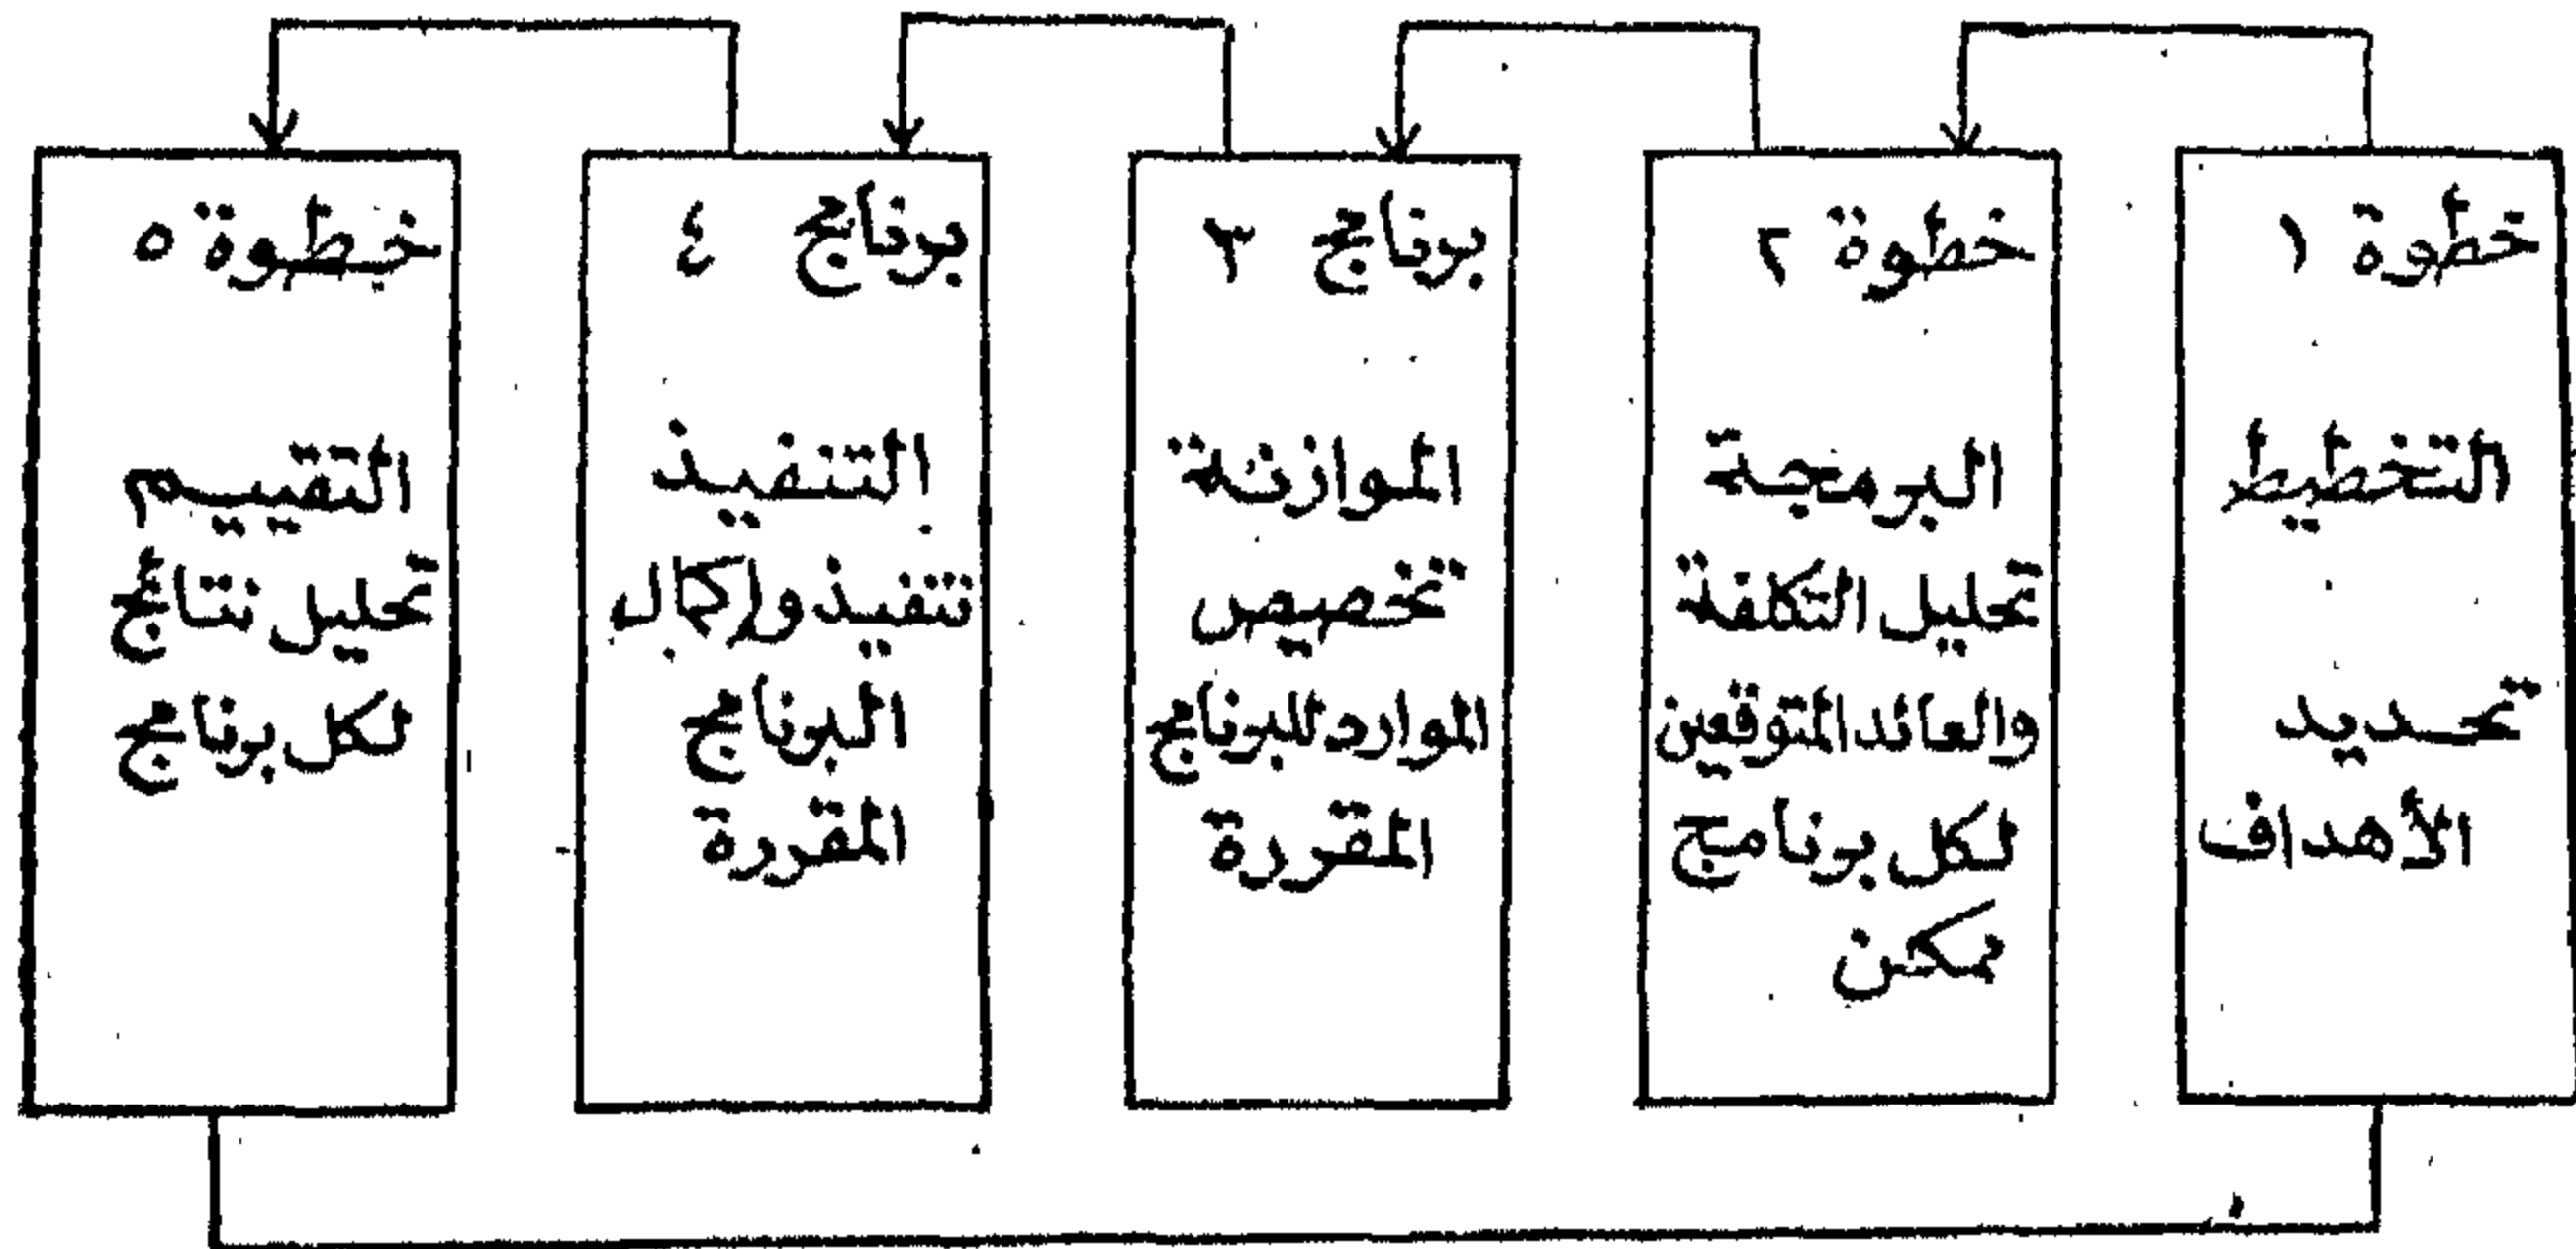 خطوة ١
التخطيط
تحديد
الأهداف
خطوة ٢
البرمجة
تحليل التكلفة
والعائد المتوقعين
لكل برنامج
ممكن
برنامج ٣
الموازنة
تخصيص
الموارد للبرنامج
المقررة
برنامج ٤
التنفيذ
تنفيذ وإكمال
البرنامج
المقررة
خطوة ٥
التقييم
تحليل نتائج
لكل برنامج